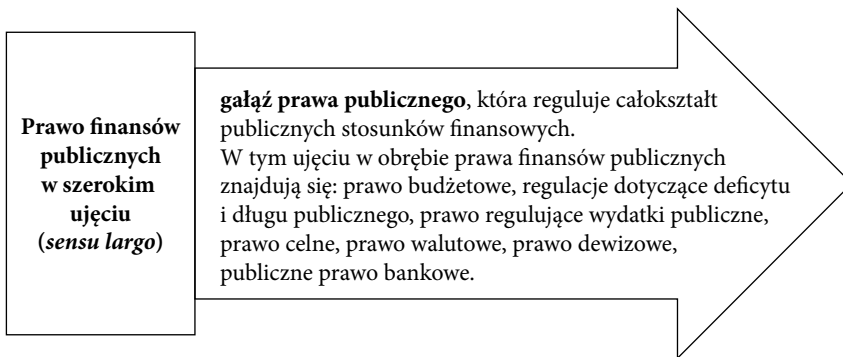 Prawo finansów
publicznych
w szerokim
ujęciu
(sensu largo)
gałąź prawa publicznego, która reguluje całokształt
publicznych stosunków finansowych.
W tym ujęciu w obrębie prawa finansów publicznych
znajdują się: prawo budżetowe, regulacje dotyczące deficytu
i długu publicznego, prawo regulujące wydatki publiczne,
prawo celne, prawo walutowe, prawo dewizowe,
publiczne prawo bankowe.